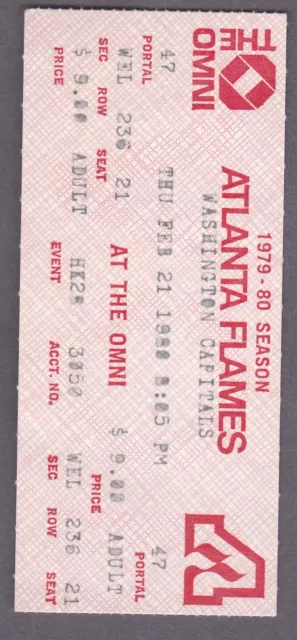 THE OMNI
1979-80 SEASON
ATLANTA FLAMES
WASHINGTON CAPITALS
THU FEB 21 1980 8:05 PM
AT THE OMNI
47
PORTAL
WEL 236 21
SEC ROW SEAT
$ 9.00 ADULT
PRICE
HK28 3050
EVENT ACCT. NO.
47
PORTAL
$ 9.00 ADULT
PRICE
WEL 236 21
SEC ROW SEAT